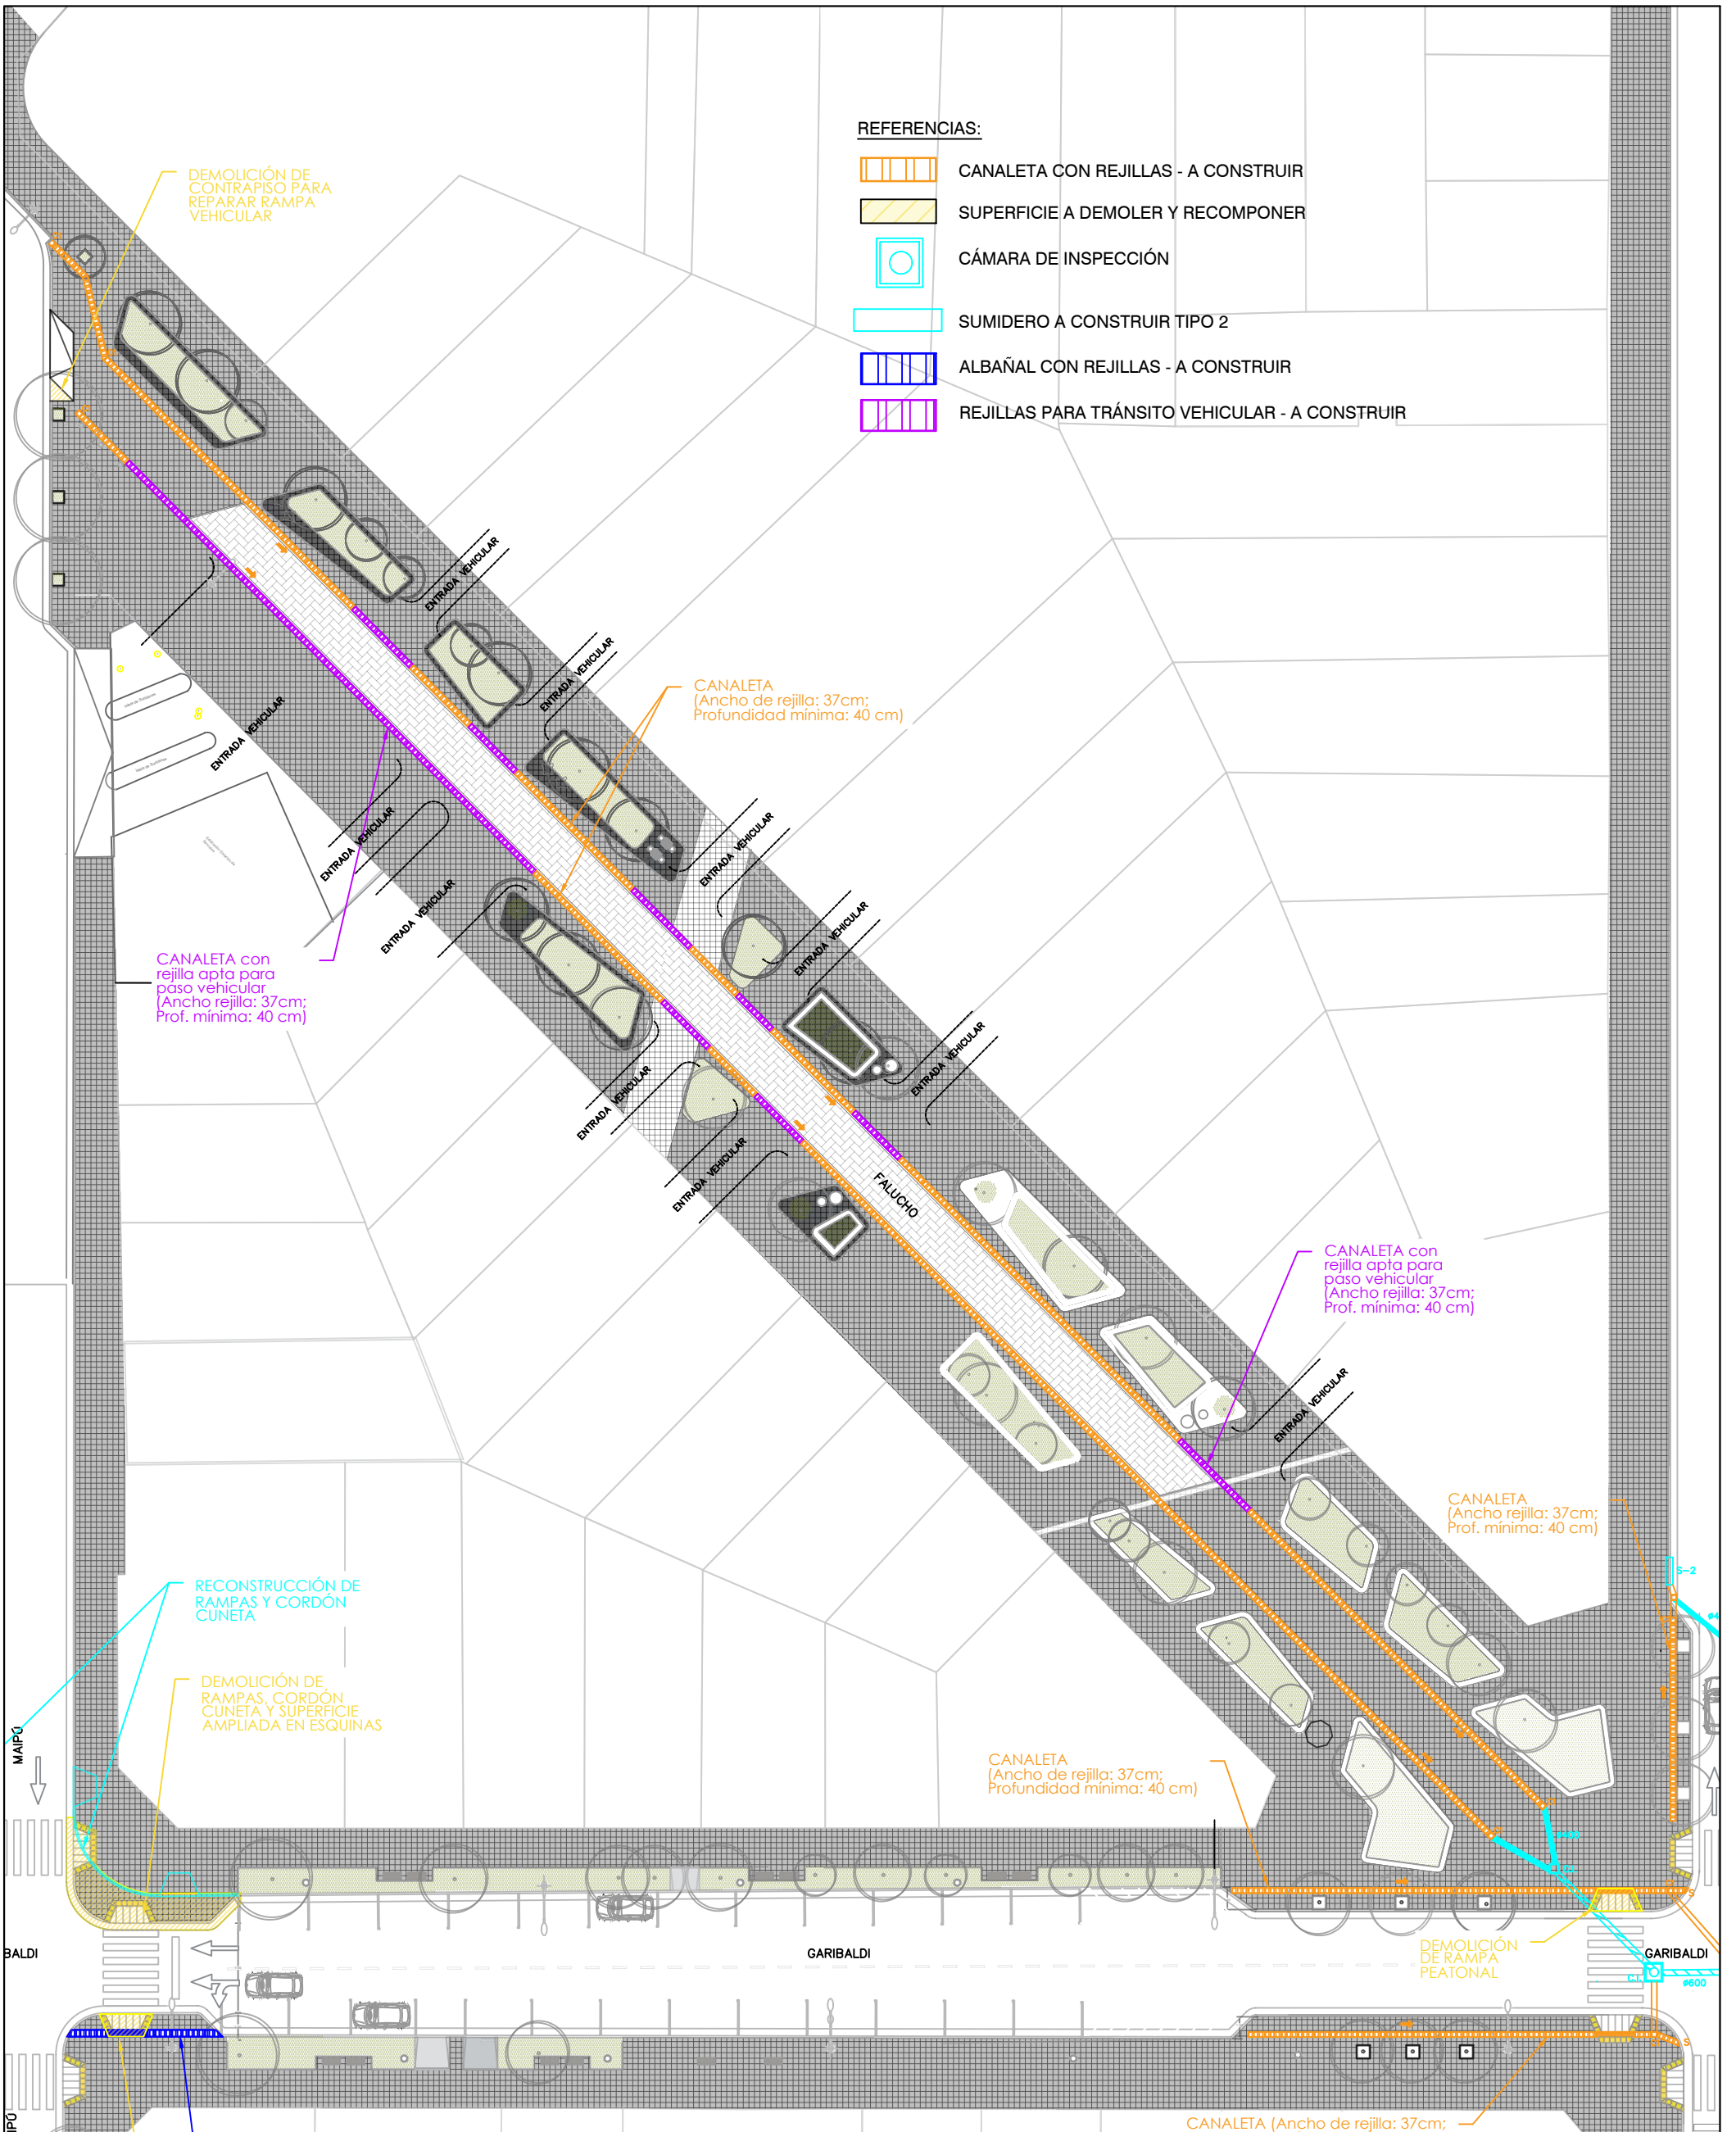 REFERENCIAS:
CANALETA CON REJILLAS - A CONSTRUIR
SUPERFICIE A DEMOLER Y RECOMPONER
CÁMARA DE INSPECCIÓN
SUMIDERO A CONSTRUIR TIPO 2
ALBAÑAL CON REJILLAS - A CONSTRUIR
REJILLAS PARA TRÁNSITO VEHICULAR - A CONSTRUIR
DEMOLICIÓN DE
CONTRAPISO PARA
REPARAR RAMPA
VEHICULAR
ENTRADA VEHICULAR
ENTRADA VEHICULAR
CANALETA
(Ancho de rejilla: 37cm;
Profundidad mínima: 40 cm)
ENTRADA VEHICULAR
ENTRADA VEHICULAR
ENTRADA VEHICULAR
ENTRADA VEHICULAR
ENTRADA VEHICULAR
CANALETA con
rejilla apta para
paso vehicular
(Ancho rejilla: 37cm;
Prof. mínima: 40 cm)
ENTRADA VEHICULAR
ENTRADA VEHICULAR
ENTRADA VEHICULAR
FALUCHO
CANALETA con
rejilla apta para
paso vehicular
(Ancho rejilla: 37cm;
Prof. mínima: 40 cm)
ENTRADA VEHICULAR
CANALETA
(Ancho rejilla: 37cm;
Prof. mínima: 40 cm)
S-2
ø4
RECONSTRUCCIÓN DE
RAMPAS Y CORDÓN
CUNETA
DEMOLICIÓN DE
RAMPAS, CORDÓN
CUNETA Y SUPERFICIE
AMPLIADA EN ESQUINAS
MAIPÚ
CANALETA
(Ancho de rejilla: 37cm;
Profundidad mínima: 40 cm)
ø400
S
BALDI
GARIBALDI
DEMOLICIÓN
DE RAMPA
PEATONAL
GARIBALDI
C.I.
ø600
S
IPÚ
CANALETA (Ancho de rejilla: 37cm;